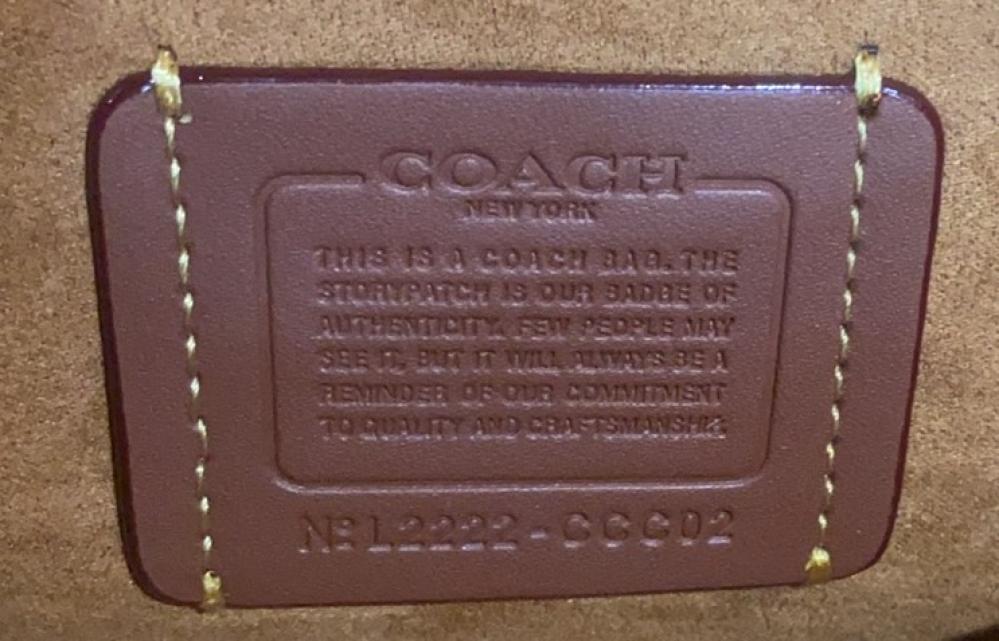 COACH
NEW YORK
THIS IS A COACH BAG. THE
STORYPATCH IS OUR BADGE OF
AUTHENTICITY. FEW PEOPLE MAY
SEE IT, BUT IT WILL ALWAYS BE A
REMINDER OF OUR COMMITMENT
TO QUALITY AND CRAFTSMANSHIP.
Nº L2222-CCC02